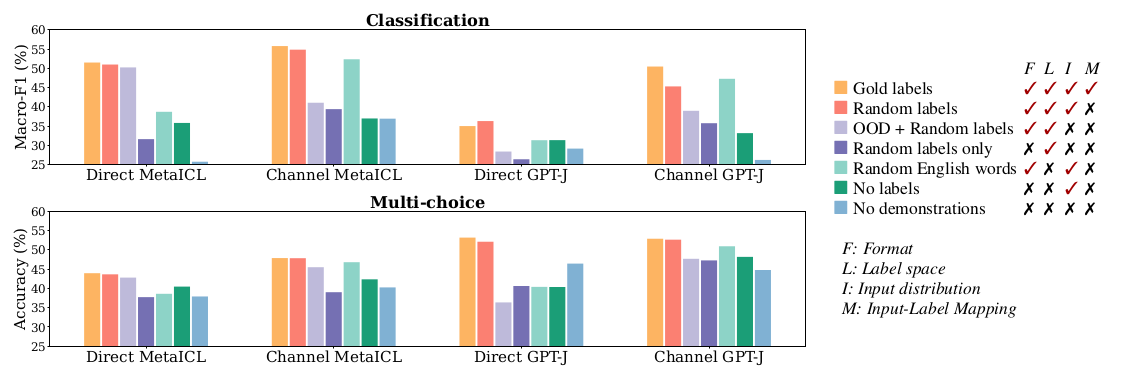 Classification
Macro-F1 (%)
60
55
50
45
40
35
30
25
Direct MetaICL Channel MetaICL Direct GPT-J Channel GPT-J
Multi-choice
Accuracy (%)
60
55
50
45
40
35
30
25
Direct MetaICL Channel MetaICL Direct GPT-J Channel GPT-J
F L I M
Gold labels ✓ ✓ ✓ ✓
Random labels ✓ ✓ ✓ ✗
OOD + Random labels ✓ ✓ ✗ ✗
Random labels only ✗ ✓ ✗ ✗
Random English words ✓ ✗ ✓ ✗
No labels ✗ ✗ ✓ ✗
No demonstrations ✗ ✗ ✗ ✗
F: Format
L: Label space
I: Input distribution
M: Input-Label Mapping